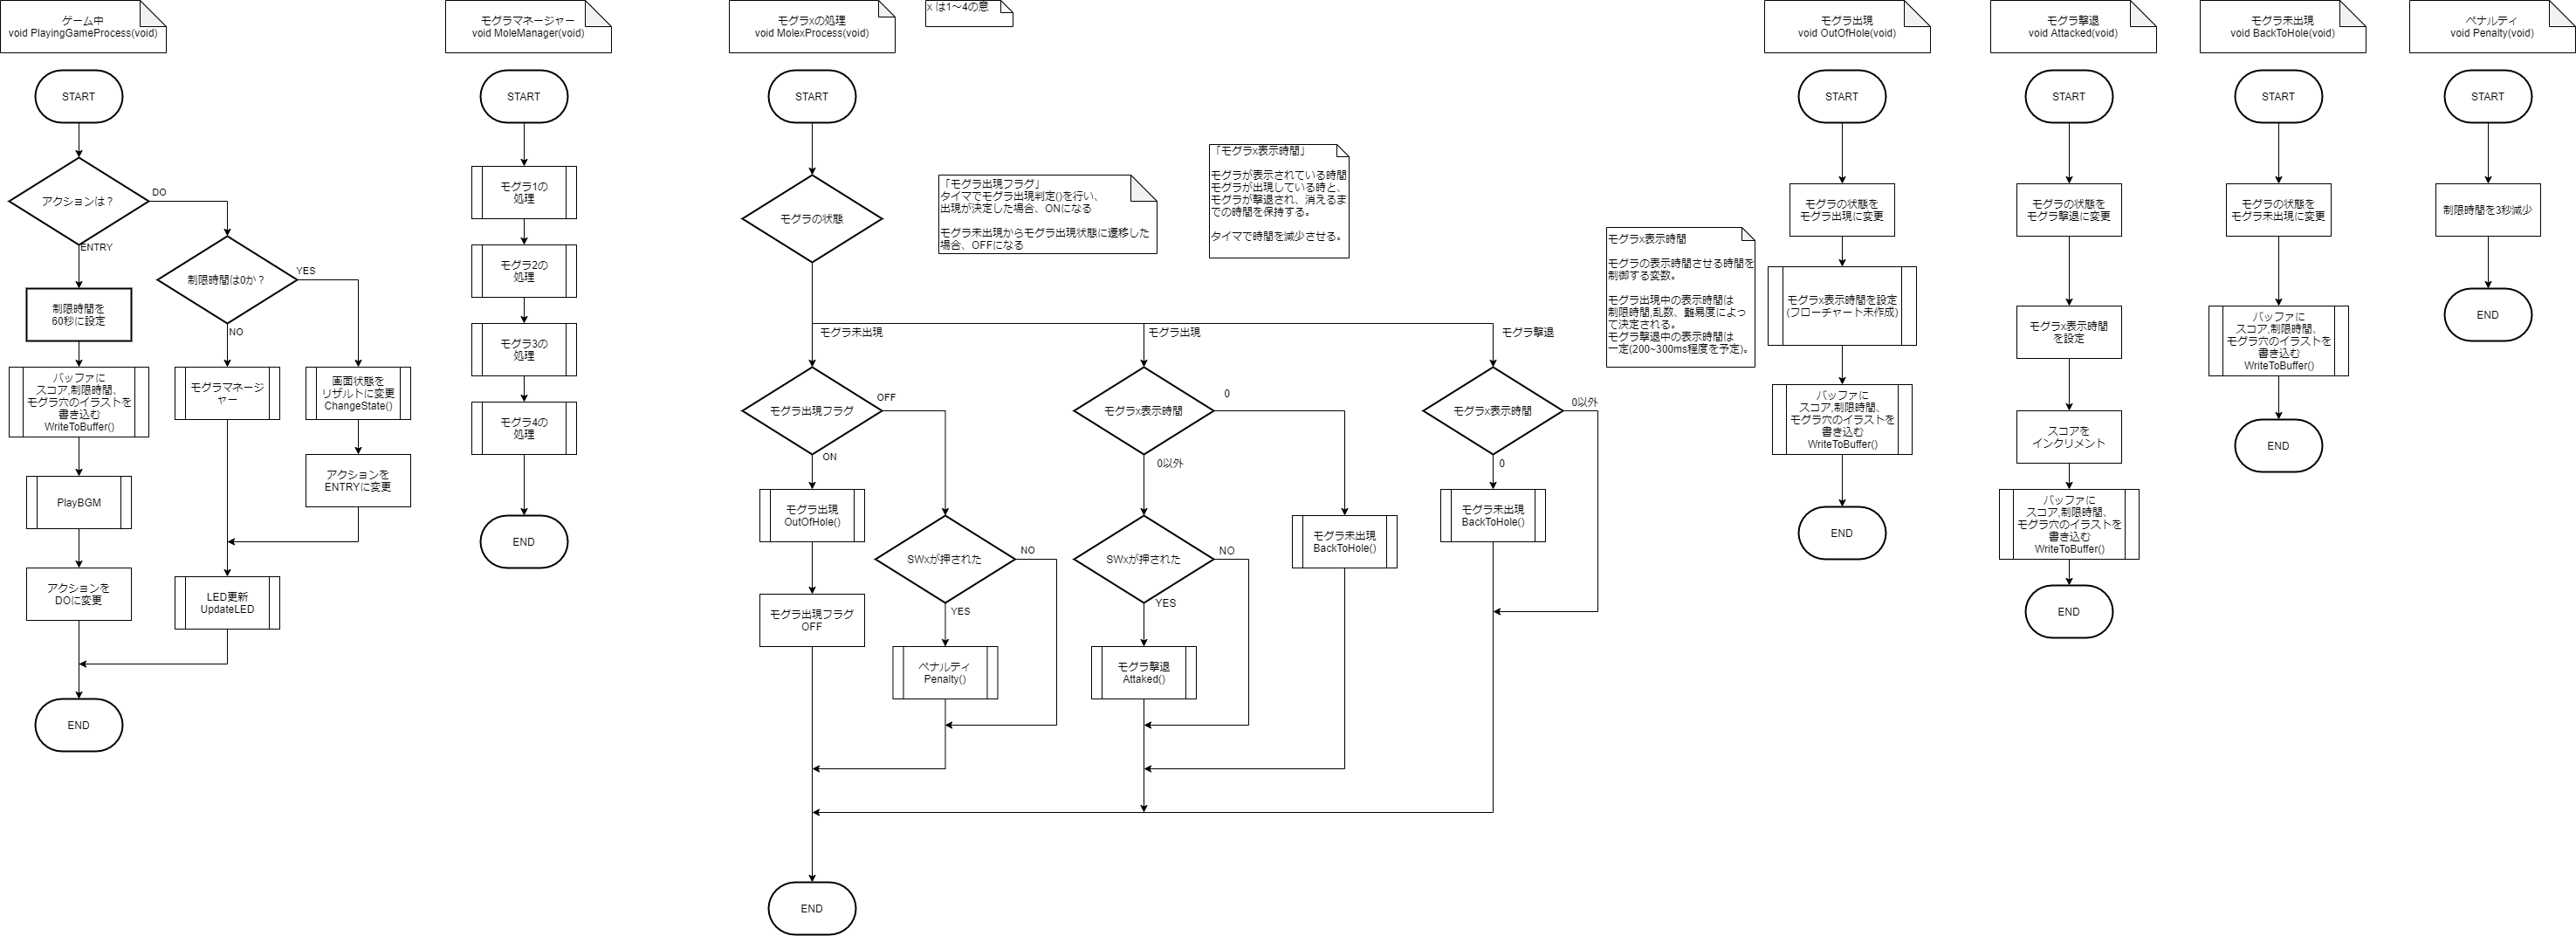 ゲーム中
void PlayingGameProcess(void)
START
アクションは？
DO
ENTRY
制限時間は0か？
YES
NO
制限時間を
60秒に設定
バッファに
スコア,制限時間、
モグラ穴のイラストを
書き込む
WriteToBuffer()
モグラマネージ
ャー
画面状態を
リザルトに変更
ChangeState()
アクションを
ENTRYに変更
PlayBGM
アクションを
DOに変更
LED更新
UpdateLED
END
モグラマネージャー
void MoleManager(void)
START
モグラ1の
処理
モグラ2の
処理
モグラ3の
処理
モグラ4の
処理
END
モグラxの処理
void MolexProcess(void)
x は1～4の意
START
モグラの状態
「モグラ出現フラグ」
タイマでモグラ出現判定()を行い、
出現が決定した場合、ONになる
モグラ未出現からモグラ出現状態に遷移した
場合、OFFになる
「モグラx表示時間」
モグラが表示されている時間
モグラが出現している時と、
モグラが撃退され、消えるま
での時間を保持する。
タイマで時間を減少させる。
モグラ未出現
モグラ出現
モグラ撃退
モグラ出現フラグ
OFF
ON
モグラx表示時間
0
0以外
モグラx表示時間
0以外
0
モグラ出現
OutOfHole()
SWxが押された
NO
YES
SWxが押された
NO
YES
モグラ未出現
BackToHole()
モグラ未出現
BackToHole()
モグラ出現フラグ
OFF
ペナルティ
Penalty()
モグラ撃退
Attaked()
END
モグラx表示時間
モグラの表示時間させる時間を
制御する変数。
モグラ出現中の表示時間は
制限時間,乱数、難易度によっ
て決定される。
モグラ撃退中の表示時間は
一定(200~300ms程度を予定)。
モグラ出現
void OutOfHole(void)
START
モグラの状態を
モグラ出現に変更
モグラx表示時間を設定
(フローチャート未作成)
バッファに
スコア,制限時間、
モグラ穴のイラストを
書き込む
WriteToBuffer()
END
モグラ撃退
void Attacked(void)
START
モグラの状態を
モグラ撃退に変更
モグラx表示時間
を設定
スコアを
インクリメント
バッファに
スコア,制限時間、
モグラ穴のイラストを
書き込む
WriteToBuffer()
END
モグラ未出現
void BackToHole(void)
START
モグラの状態を
モグラ未出現に変更
バッファに
スコア,制限時間、
モグラ穴のイラストを
書き込む
WriteToBuffer()
END
ペナルティ
void Penalty(void)
START
制限時間を3秒減少
END